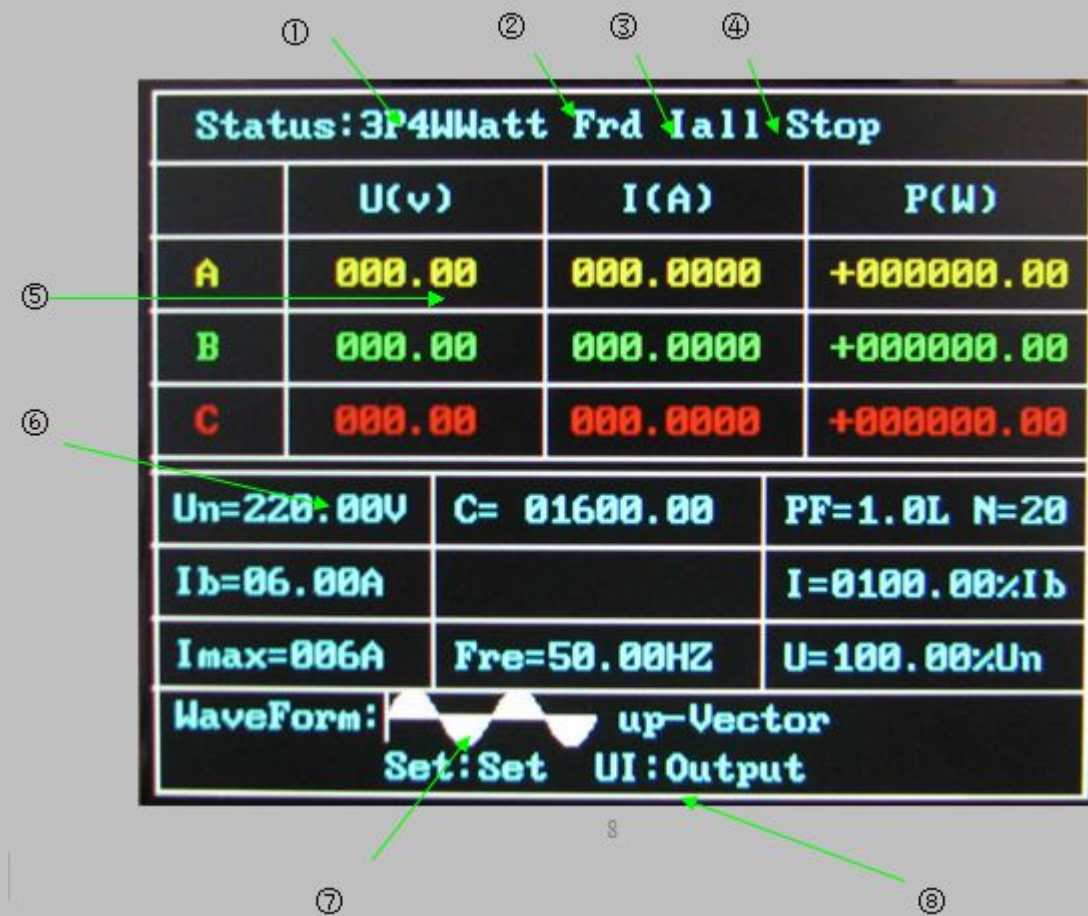 ① ② ③ ④
Status:3P4WWatt Frd Iall Stop
U(v) I(A) P(W)
A 000.00 000.0000 +000000.00
⑤
B 000.00 000.0000 +000000.00
C 000.00 000.0000 +000000.00
⑥
Un=220.00V C= 01600.00 PF=1.0L N=20
Ib=06.00A I=0100.00%Ib
Imax=006A Fre=50.00HZ U=100.00%Un
WaveForm: up-Vector
Set:Set UI:Output
8
⑦ ⑧